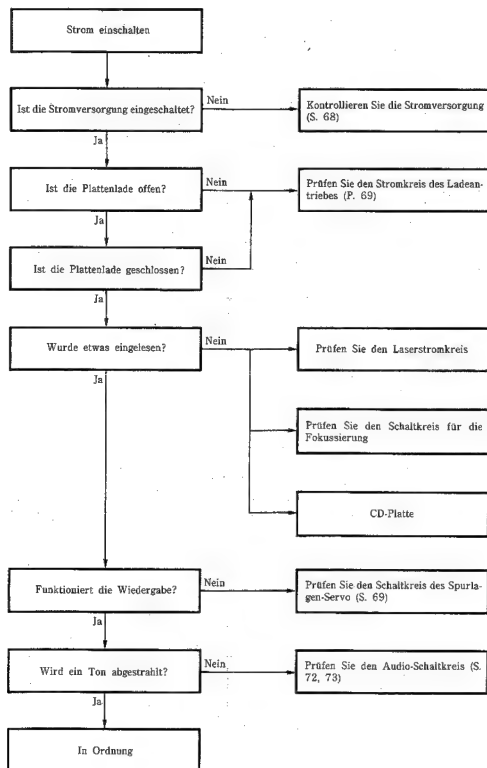 Strom einschalten
Ist die Stromversorgung eingeschaltet?
Nein
Kontrollieren Sie die Stromversorgung
(S. 68)
Ja
Ist die Plattenlade offen?
Nein
Prüfen Sie den Stromkreis des Ladean-
triebes (P. 69)
Ja
Ist die Plattenlade geschlossen?
Nein
Ja
Wurde etwas eingelesen?
Nein
Prüfen Sie den Laserstromkreis
Ja
Prüfen Sie den Schaltkreis für die
Fokussierung
CD-Platte
Funktioniert die Wiedergabe?
Nein
Prüfen Sie den Schaltkreis des Spurla-
gen-Servo (S. 69)
Ja
Wird ein Ton abgestrahlt?
Nein
Prüfen Sie den Audio-Schaltkreis (S.
72, 73)
Ja
In Ordnung